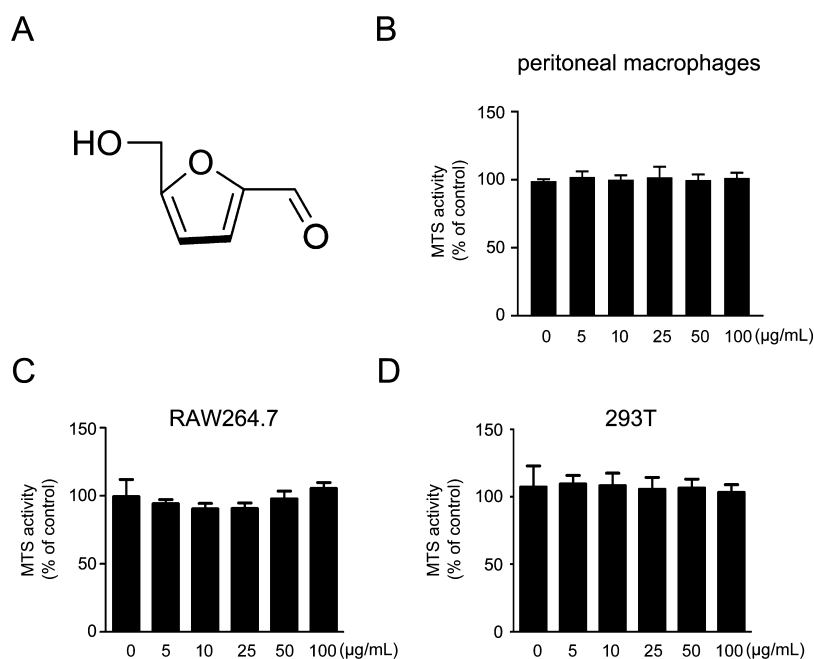 A
HO
O
O
B
peritoneal macrophages
MTS activity
(% of control)
150
100
50
0
0 5 10 25 50 100 (µg/mL)
C
RAW264.7
MTS activity
(% of control)
150
100
50
0
0 5 10 25 50 100 (µg/mL)
D
293T
MTS activity
(% of control)
150
100
50
0
0 5 10 25 50 100 (µg/mL)